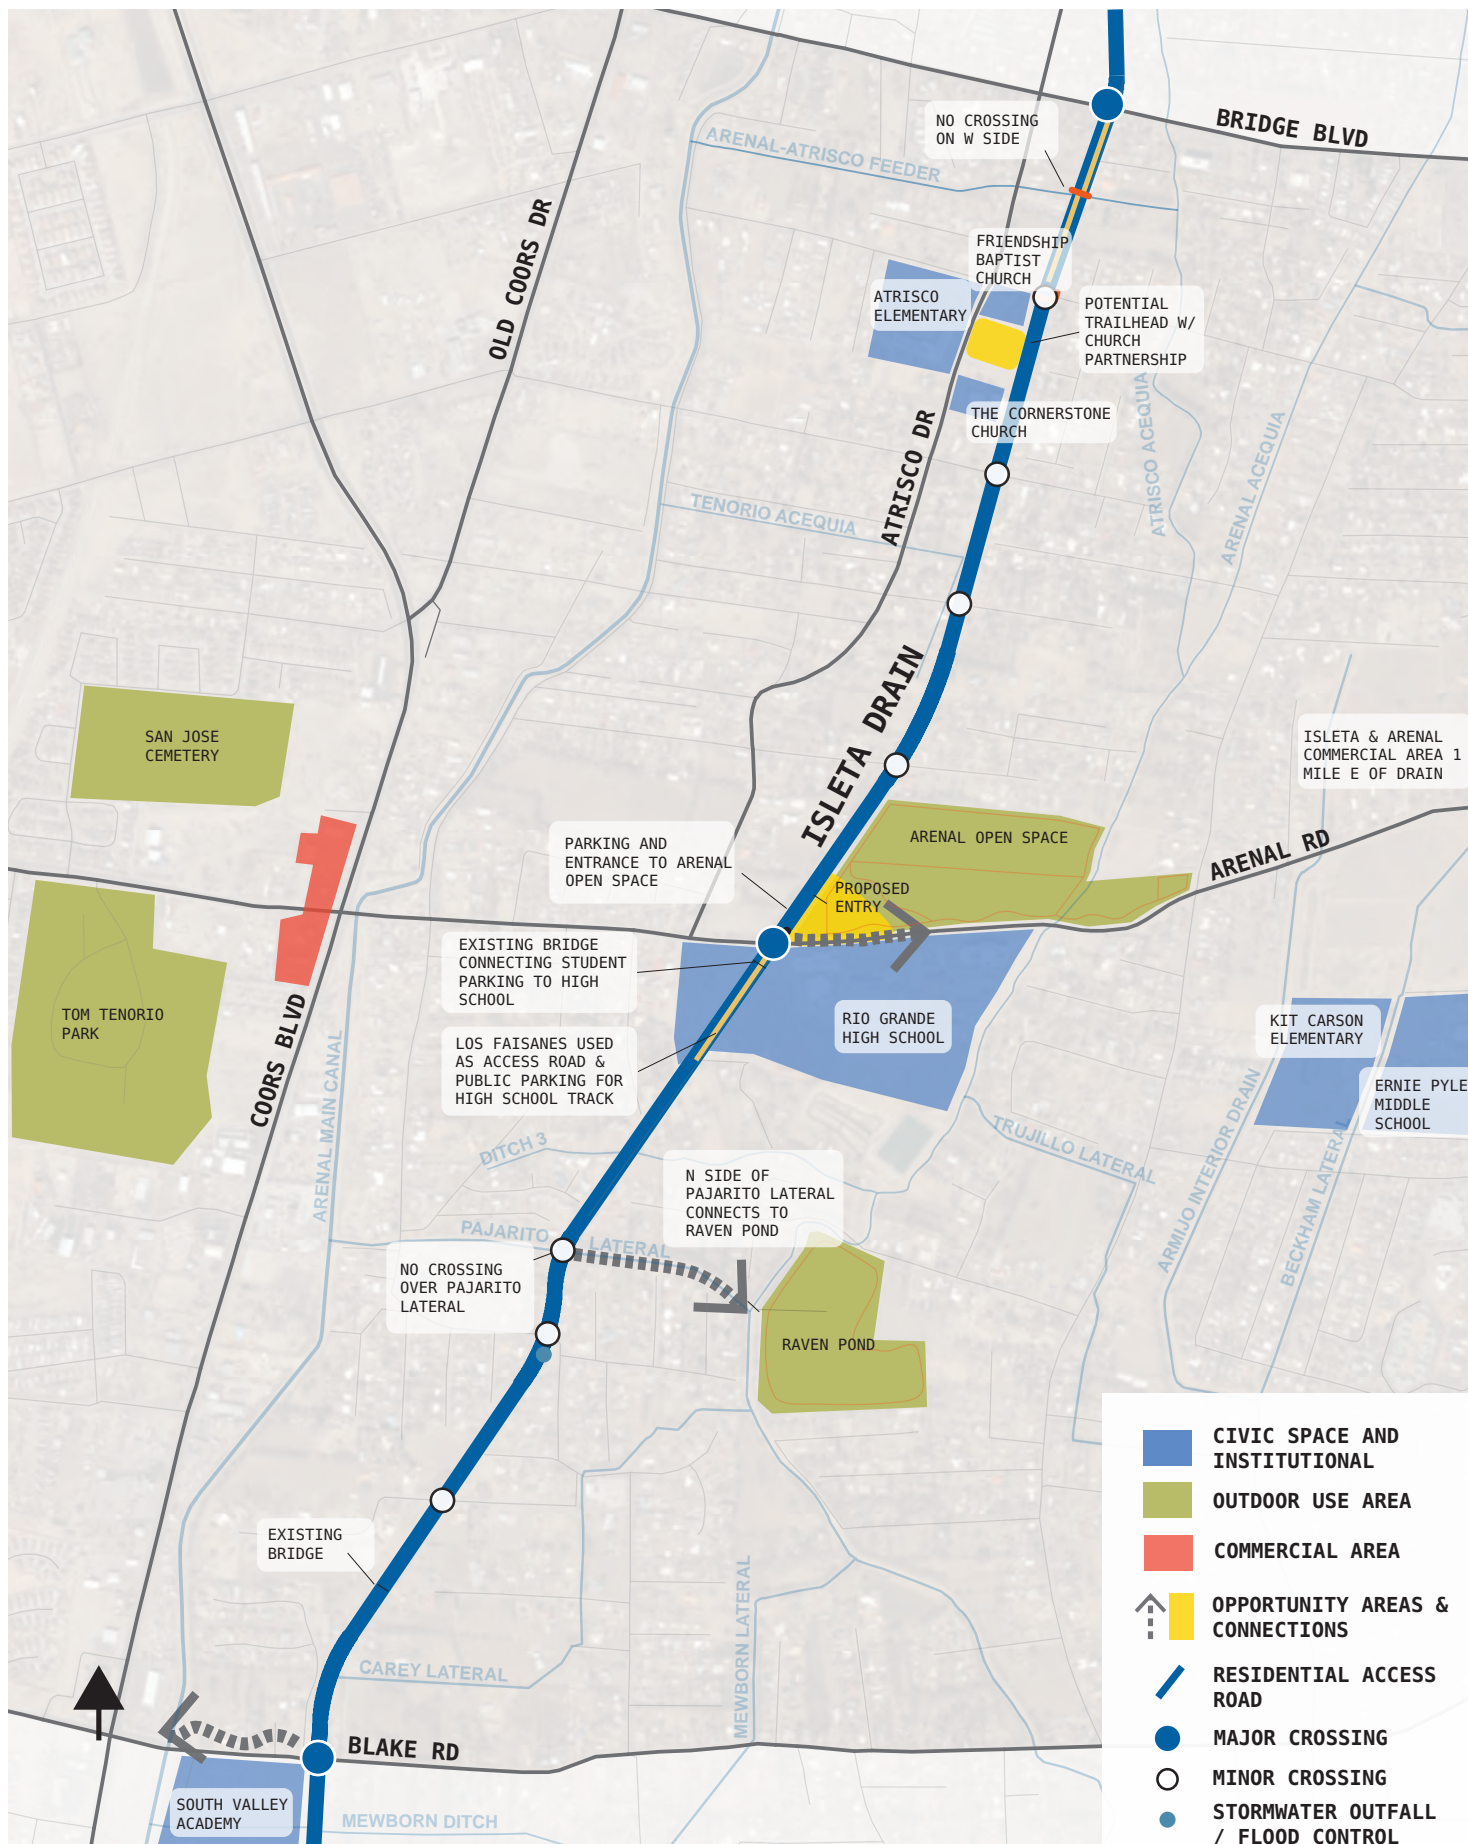 BRIDGE BLVD
NO CROSSING
ON W SIDE
ARENAL-ATRISCO FEEDER
OLD COORS DR
FRIENDSHIP
BAPTIST
CHURCH
ATRISCO
ELEMENTARY
POTENTIAL
TRAILHEAD W/
CHURCH
PARTNERSHIP
THE CORNERSTONE
CHURCH
ATRISCO DR
ATRISCO ACEQUIA
ARENAL ACEQUIA
TENORIO ACEQUIA
ISLETA DRAIN
SAN JOSE
CEMETERY
ISLETA & ARENAL
COMMERCIAL AREA 1
MILE E OF DRAIN
PARKING AND
ENTRANCE TO ARENAL
OPEN SPACE
ARENAL OPEN SPACE
ARENAL RD
PROPOSED
ENTRY
EXISTING BRIDGE
CONNECTING STUDENT
PARKING TO HIGH
SCHOOL
TOM TENORIO
PARK
COORS BLVD
ARENAL MAIN CANAL
LOS FAISANES USED
AS ACCESS ROAD &
PUBLIC PARKING FOR
HIGH SCHOOL TRACK
RIO GRANDE
HIGH SCHOOL
KIT CARSON
ELEMENTARY
ERNIE PYLE
MIDDLE
SCHOOL
DITCH 3
TRUJILLO LATERAL
ARMIJO INTERIOR DRAIN
BECKHAM LATERAL
N SIDE OF
PAJARITO LATERAL
CONNECTS TO
RAVEN POND
PAJARITO LATERAL
NO CROSSING
OVER PAJARITO
LATERAL
RAVEN POND
EXISTING
BRIDGE
CAREY LATERAL
MEWBORN LATERAL
BLAKE RD
SOUTH VALLEY
ACADEMY
MEWBORN DITCH
CIVIC SPACE AND
INSTITUTIONAL
OUTDOOR USE AREA
COMMERCIAL AREA
OPPORTUNITY AREAS &
CONNECTIONS
RESIDENTIAL ACCESS
ROAD
MAJOR CROSSING
MINOR CROSSING
STORMWATER OUTFALL
/ FLOOD CONTROL